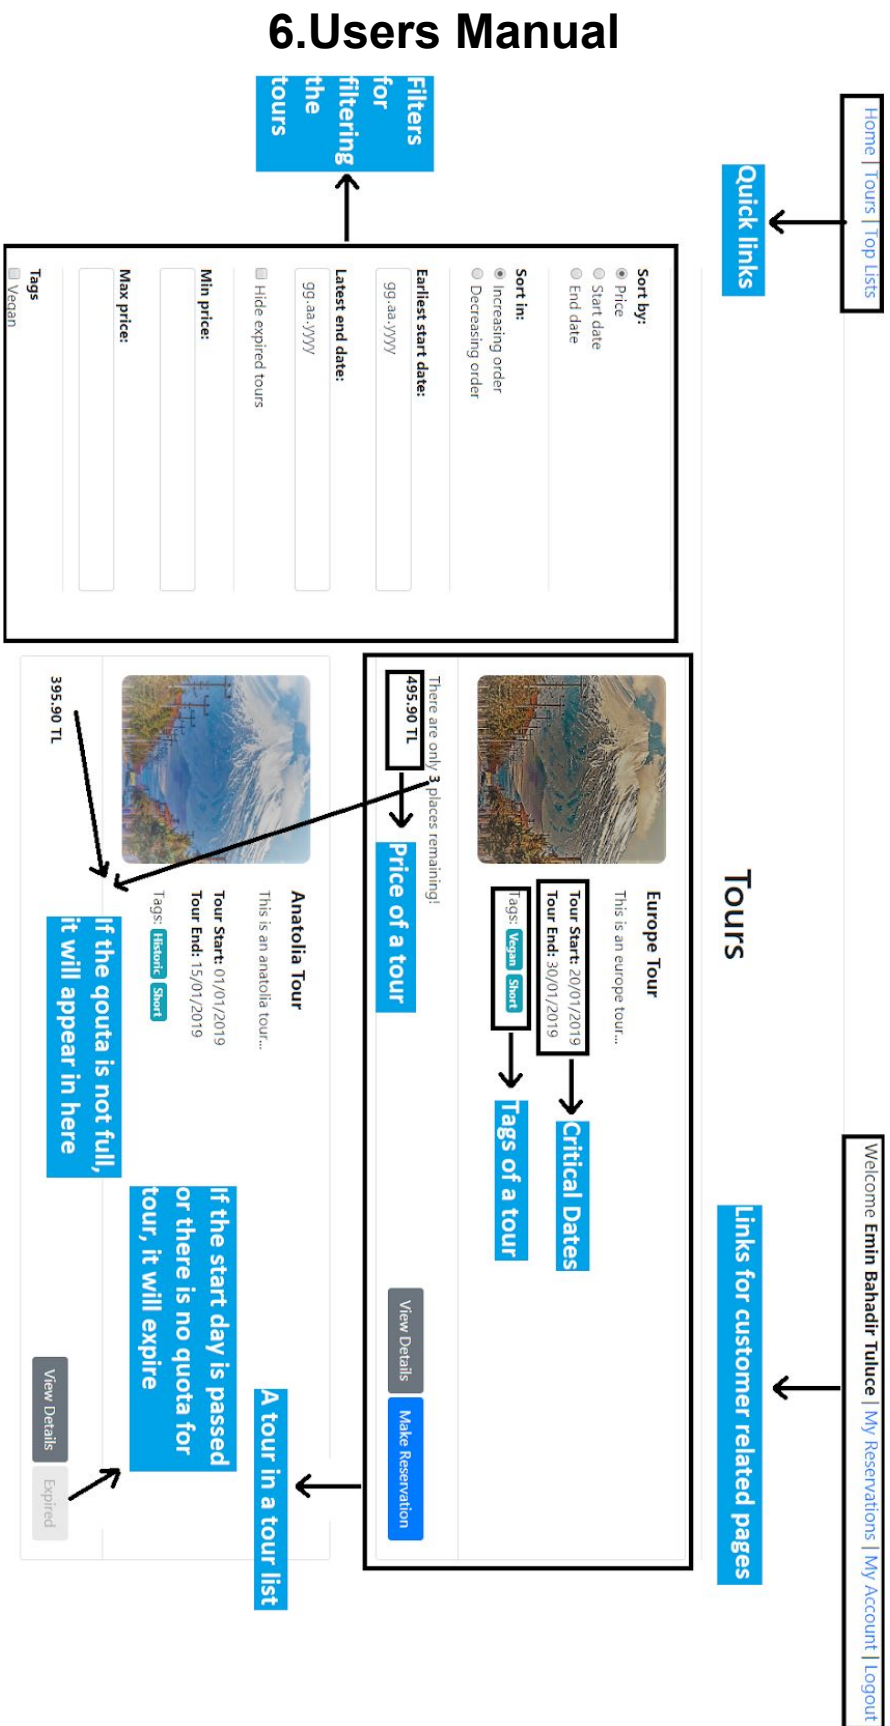 6.Users Manual
Home | Tours | Top Lists
Welcome Emin Bahadir Tuluce | My Reservations | My Account | Logout
Quick links
Links for customer related pages
Tours
Filters
for
filtering
the
tours
Sort by:
Price
Start date
End date
Sort in:
Increasing order
Decreasing order
Earliest start date:
gg.aa.yyyy
Latest end date:
gg.aa.yyyy
Hide expired tours
Min price:
Max price:
Tags
Vegan
Europe Tour
This is an europe tour...
Tour Start: 20/01/2019
Tour End: 30/01/2019
Critical Dates
Tags: Vegan Short
Tags of a tour
There are only 3 places remaining!
495.90 TL
Price of a tour
View Details
Make Reservation
A tour in a tour list
Anatolia Tour
This is an anatolia tour...
Tour Start: 01/01/2019
Tour End: 15/01/2019
Tags: Historic Short
If the start day is passed
or there is no quota for
tour, it will expire
If the qouta is not full,
it will appear in here
395.90 TL
View Details
Expired